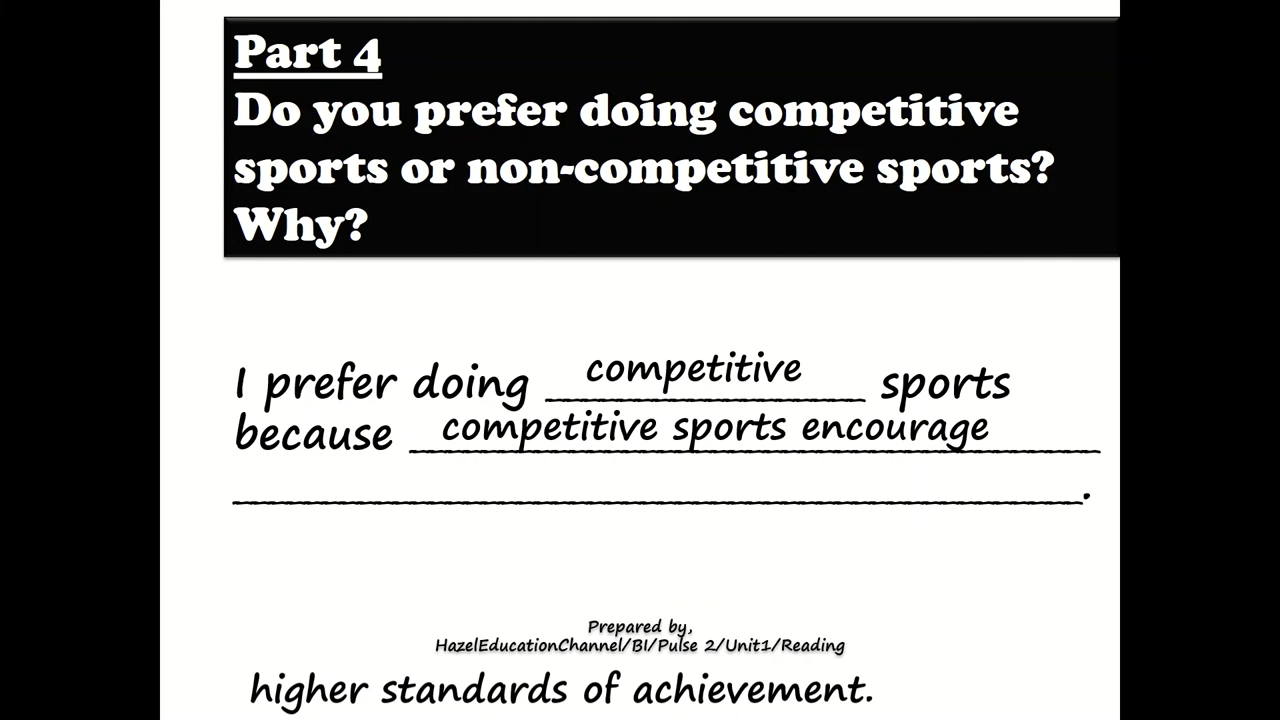 Part 4
Do you prefer doing competitive
sports or non-competitive sports?
Why?
I prefer doing competitive sports
because competitive sports encourage
.
Prepared by,
HazelEducationChannel/BI/Pulse 2/Unit1/Reading
higher standards of achievement.